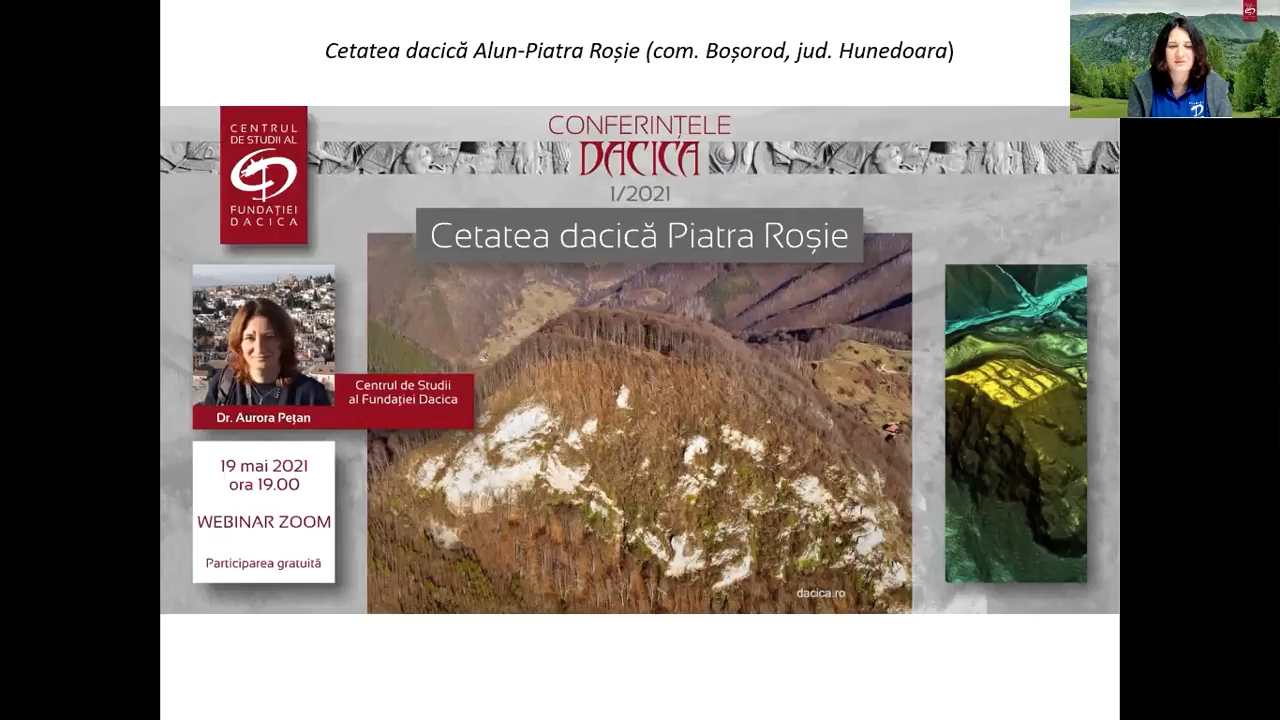 Cetatea dacică Alun-Piatra Roșie (com. Boșorod, jud. Hunedoara)
CENTRUL
DE STUDII AL
FUNDAȚIEI
DACICA
CONFERINȚELE
DACICA
1/2021
Cetatea dacică Piatra Roșie
Centrul de Studii
al Fundației Dacica
Dr. Aurora Pețan
19 mai 2021
ora 19.00
WEBINAR ZOOM
Participarea gratuită
dacica.ro